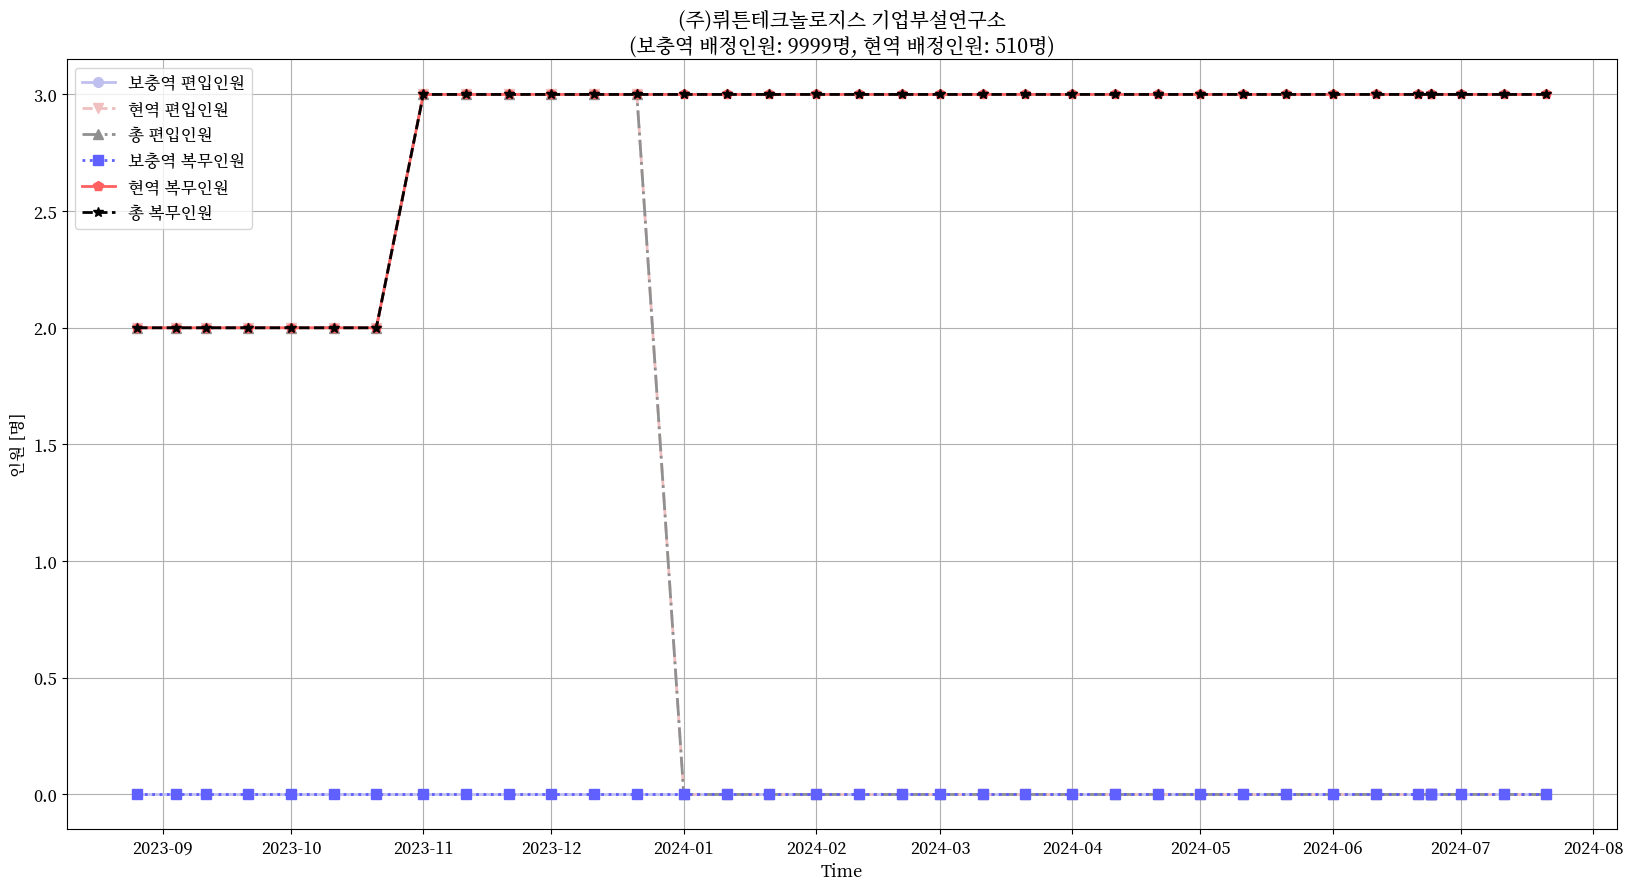 (주)뤼튼테크놀로지스 기업부설연구소
(보충역 배정인원: 9999명, 현역 배정인원: 510명)
보충역 편입인원
현역 편입인원
총 편입인원
보충역 복무인원
현역 복무인원
총 복무인원
3.0
2.5
2.0
1.5
1.0
0.5
0.0
인원 [명]
2023-09
2023-10
2023-11
2023-12
2024-01
2024-02
2024-03
2024-04
2024-05
2024-06
2024-07
2024-08
Time